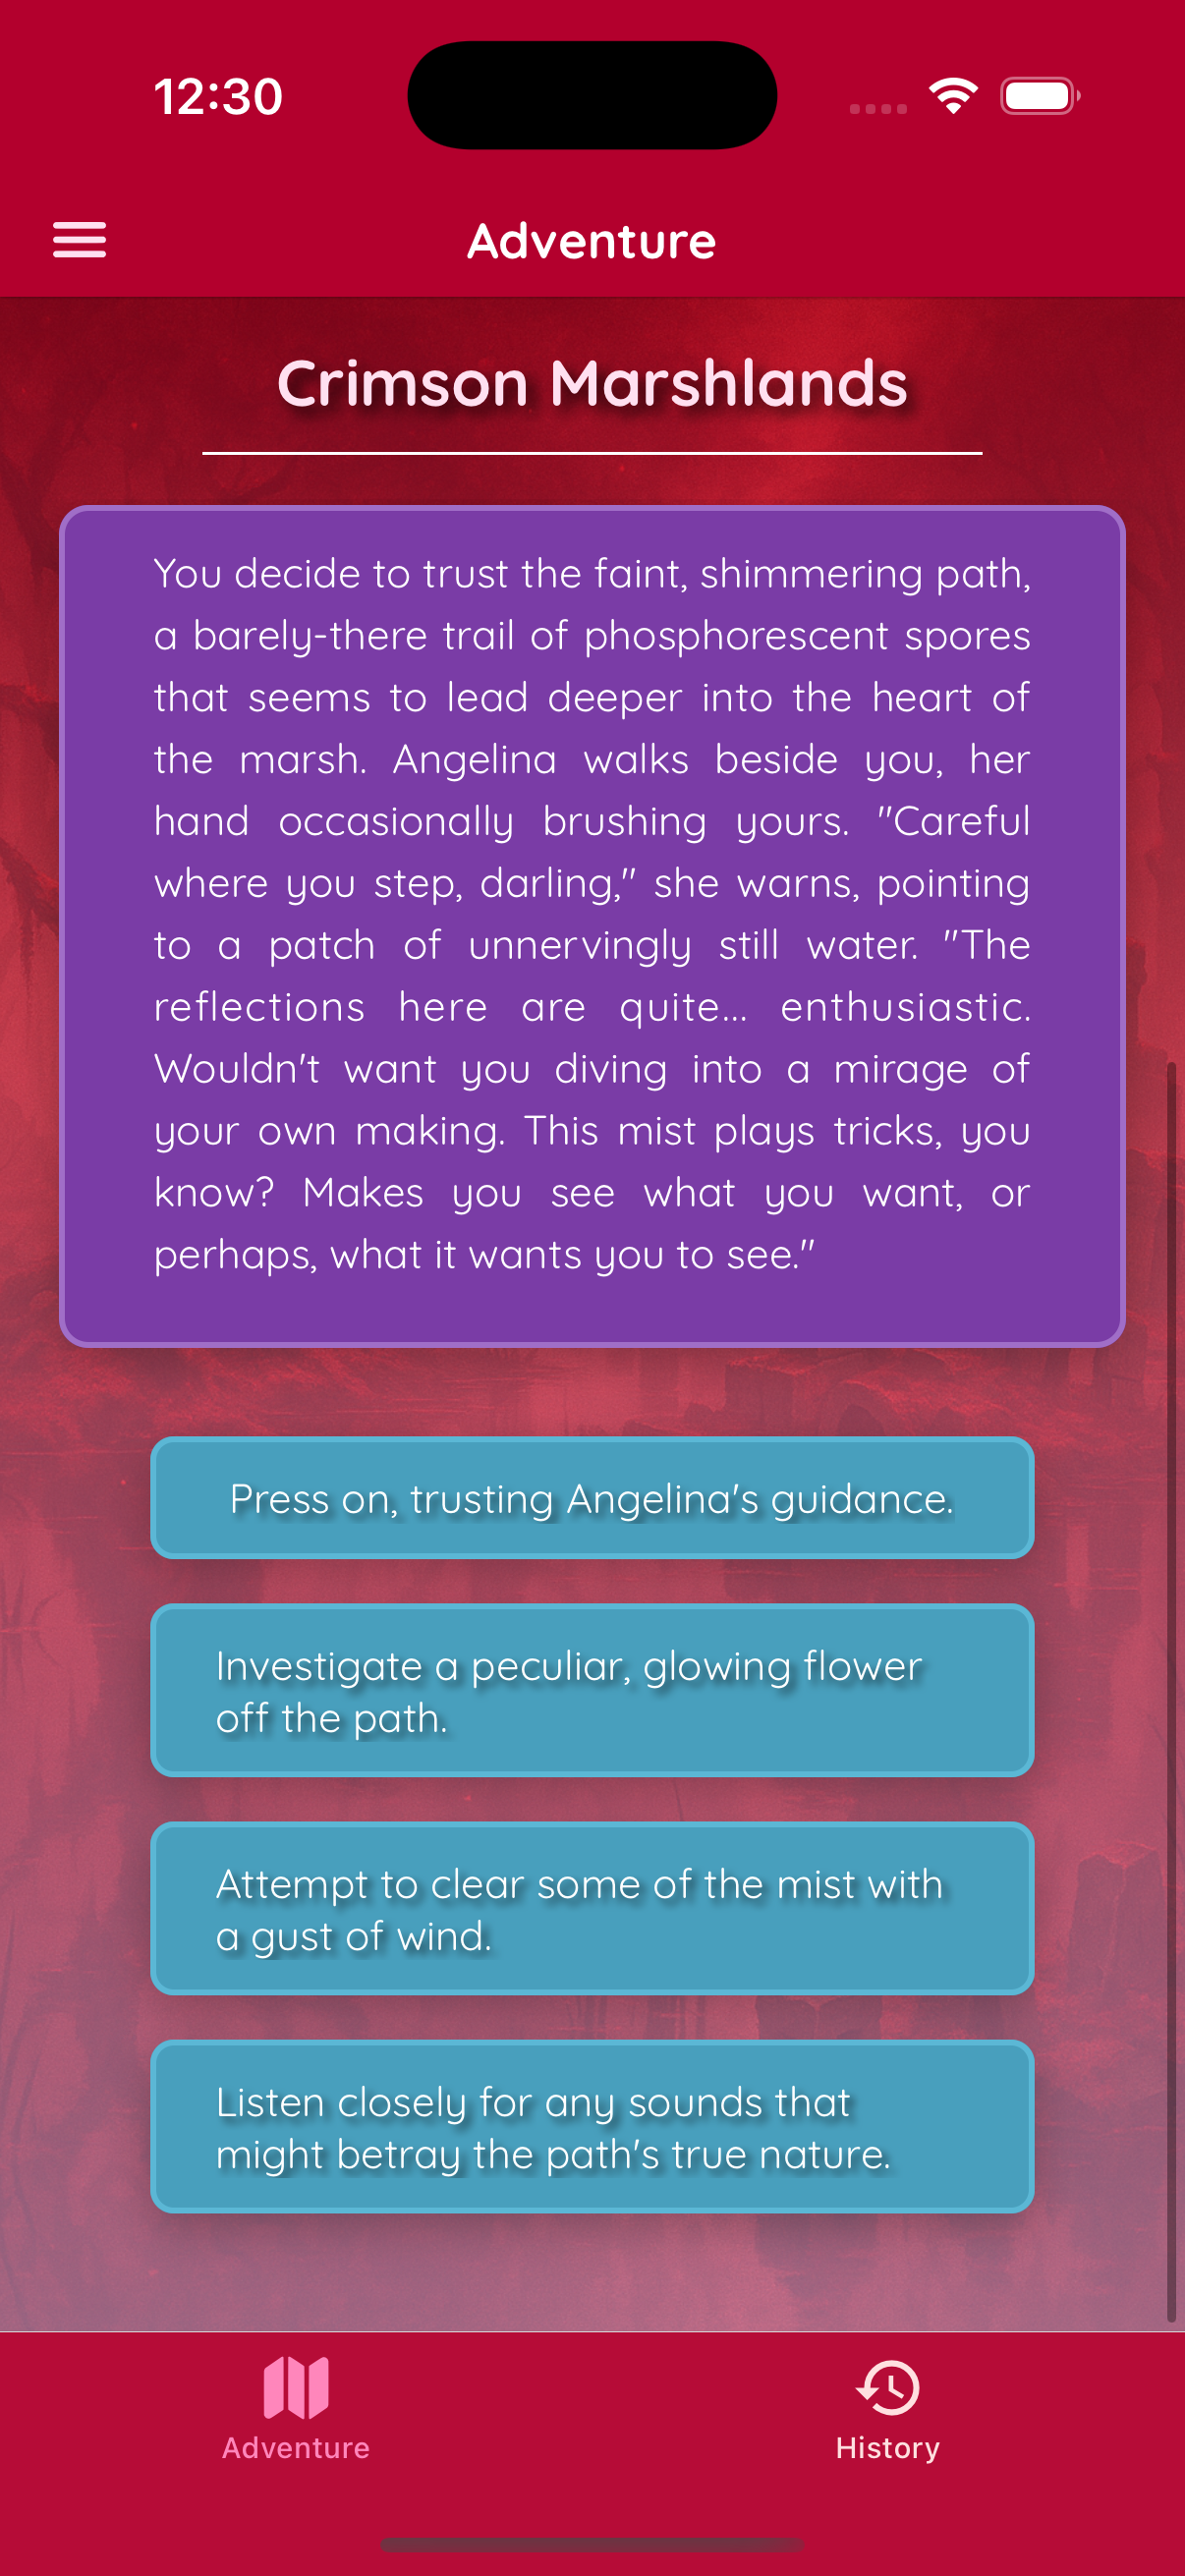 12:30
Adventure
Crimson Marshlands
You decide to trust the faint, shimmering path,
a barely-there trail of phosphorescent spores
that seems to lead deeper into the heart of
the marsh. Angelina walks beside you, her
hand occasionally brushing yours. "Careful
where you step, darling," she warns, pointing
to a patch of unnervingly still water. "The
reflections here are quite... enthusiastic.
Wouldn't want you diving into a mirage of
your own making. This mist plays tricks, you
know? Makes you see what you want, or
perhaps, what it wants you to see."
Press on, trusting Angelina's guidance.
Investigate a peculiar, glowing flower
off the path.
Attempt to clear some of the mist with
a gust of wind.
Listen closely for any sounds that
might betray the path's true nature.
Adventure
History